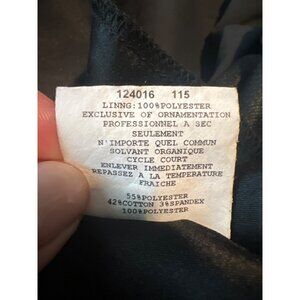 124016 115
LINNG:100%POLYESTER
EXCLUSIVE OF ORNAMENTATION
PROFESSIONNEL A SEC
SEULEMENT
N'IMPORTE QUEL COMMUN
SOLVANT ORGANIQUE
CYCLE COURT
ENLEVER IMMEDIATEMENT
REPASSEZ A LA TEMPERATURE
FRAICHE
55%POLYESTER
42%COTTON 3%SPANDEX
100%POLYESTER